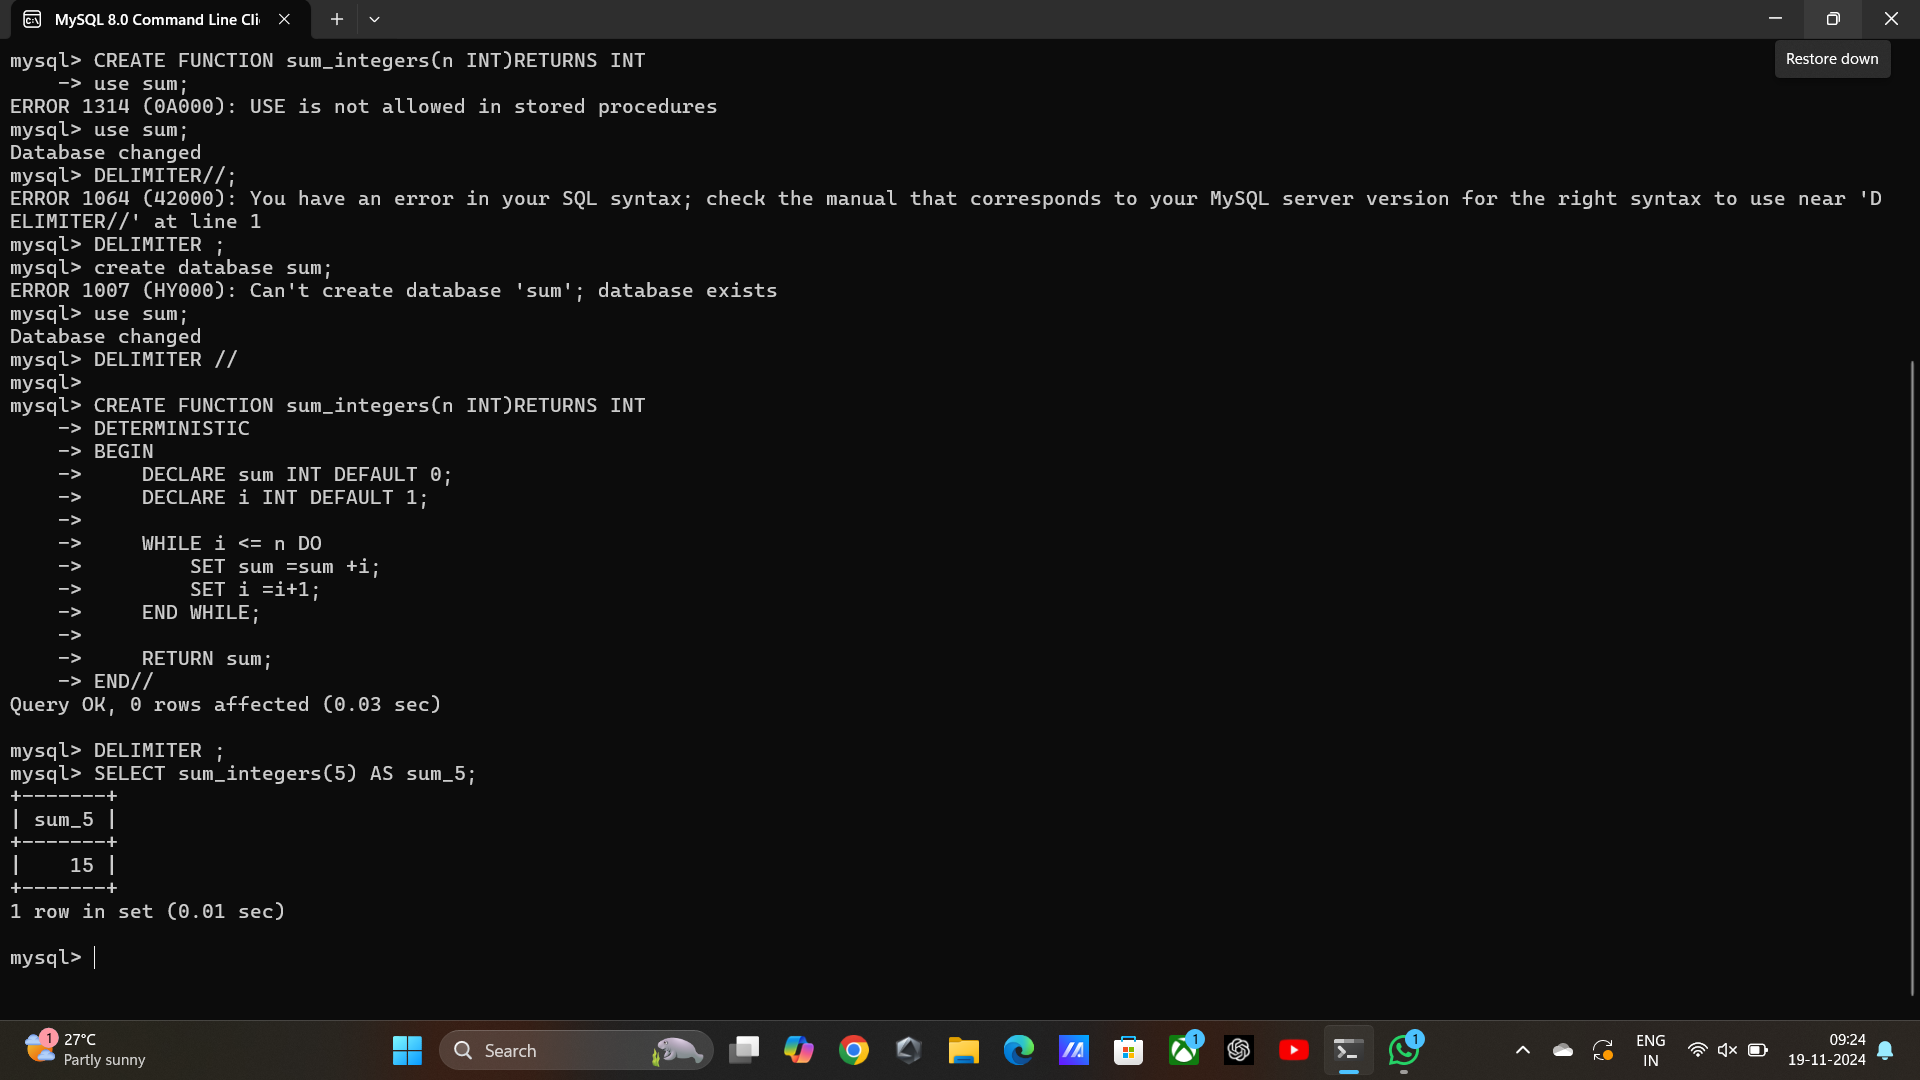 MySQL 8.0 Command Line Cli
Restore down
mysql> CREATE FUNCTION sum_integers(n INT)RETURNS INT
    -> use sum;
ERROR 1314 (0A000): USE is not allowed in stored procedures
mysql> use sum;
Database changed
mysql> DELIMITER//;
ERROR 1064 (42000): You have an error in your SQL syntax; check the manual that corresponds to your MySQL server version for the right syntax to use near 'D
ELIMITER//' at line 1
mysql> DELIMITER ;
mysql> create database sum;
ERROR 1007 (HY000): Can't create database 'sum'; database exists
mysql> use sum;
Database changed
mysql> DELIMITER //
mysql>
mysql> CREATE FUNCTION sum_integers(n INT)RETURNS INT
    -> DETERMINISTIC
    -> BEGIN
    ->     DECLARE sum INT DEFAULT 0;
    ->     DECLARE i INT DEFAULT 1;
    ->
    ->     WHILE i <= n DO
    ->         SET sum =sum +i;
    ->         SET i =i+1;
    ->     END WHILE;
    ->
    ->     RETURN sum;
    -> END//
Query OK, 0 rows affected (0.03 sec)
mysql> DELIMITER ;
mysql> SELECT sum_integers(5) AS sum_5;
+-------+
| sum_5 |
+-------+
|    15 |
+-------+
1 row in set (0.01 sec)
mysql>
1
27°C
Partly sunny
Search
1
1
ENG
IN
09:24
19-11-2024